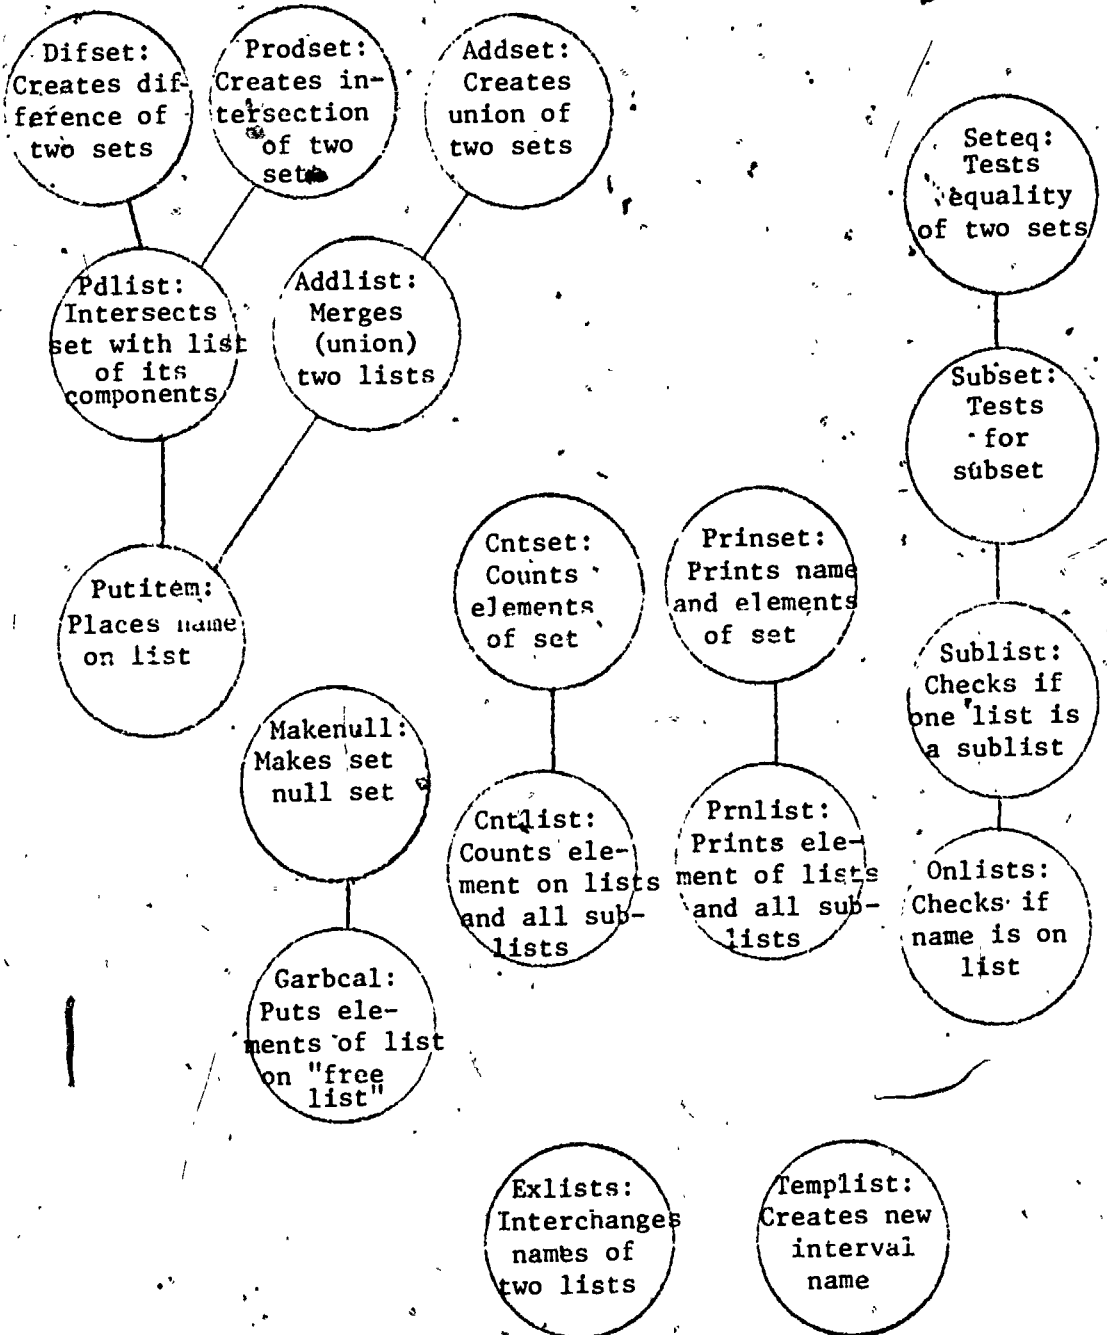 Difset:
Creates dif-
ference of
two sets
Prodset:
Creates in-
tersection
of two
sets
Addset:
Creates
union of
two sets
Seteq:
Tests
equality
of two sets
Pdlist:
Intersects
set with list
of its
components
Addlist:
Merges
(union)
two lists
Subset:
Tests
for
subset
Putitem:
Places name
on list
Cntset:
Counts
elements
of set
Prinset:
Prints name
and elements
of set
Sublist:
Checks if
one list is
a sublist
Makenull:
Makes set
null set
Cntlist:
Counts ele-
ment on lists
and all sub-
lists
Prnlist:
Prints ele-
ment of lists
and all sub-
lists
Onlists:
Checks if
name is on
list
Garbcal:
Puts ele-
ments of list
on "free
list"
Exlists:
Interchanges
names of
two lists
Templist:
Creates new
interval
name